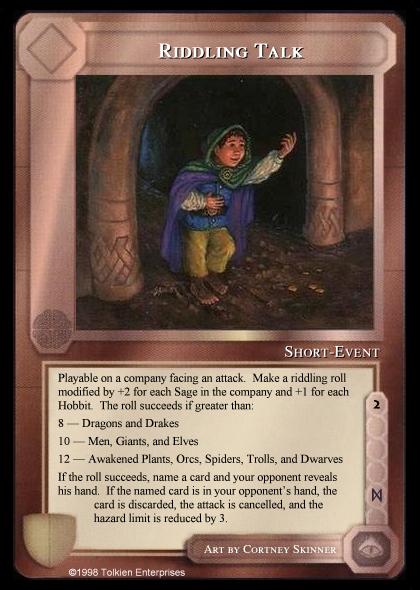 Riddling Talk
Short-Event
Playable on a company facing an attack.  Make a riddling roll
modified by +2 for each Sage in the company and +1 for each
Hobbit.  The roll succeeds if greater than:
8 — Dragons and Drakes
10 — Men, Giants, and Elves
12 — Awakened Plants, Orcs, Spiders, Trolls, and Dwarves
If the roll succeeds, name a card and your opponent reveals
his hand.  If the named card is in your opponent's hand, the
card is discarded, the attack is cancelled, and the
hazard limit is reduced by 3.
2
Art by Cortney Skinner
©1998 Tolkien Enterprises